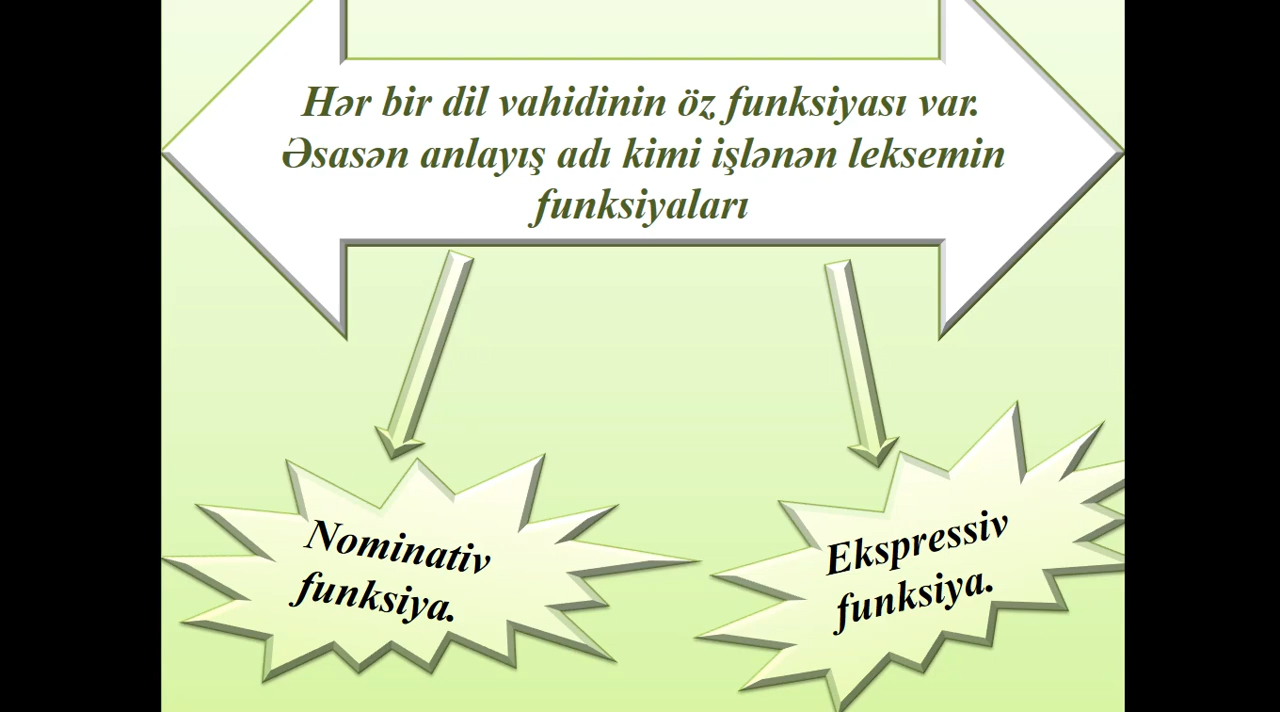 Hər bir dil vahidinin öz funksiyası var.
Əsasən anlayış adı kimi işlənən leksemin
funksiyaları
Nominativ
funksiya.
Ekspressiv
funksiya.